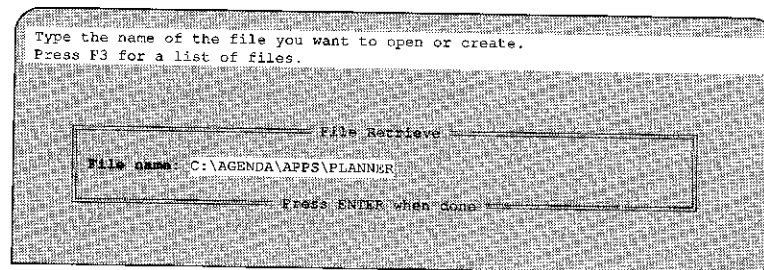 Type the name of the file you want to open or create.
Press F3 for a list of files.
File Retrieve
File name: C:\AGENDA\APPS\PLANNER
Press ENTER when done